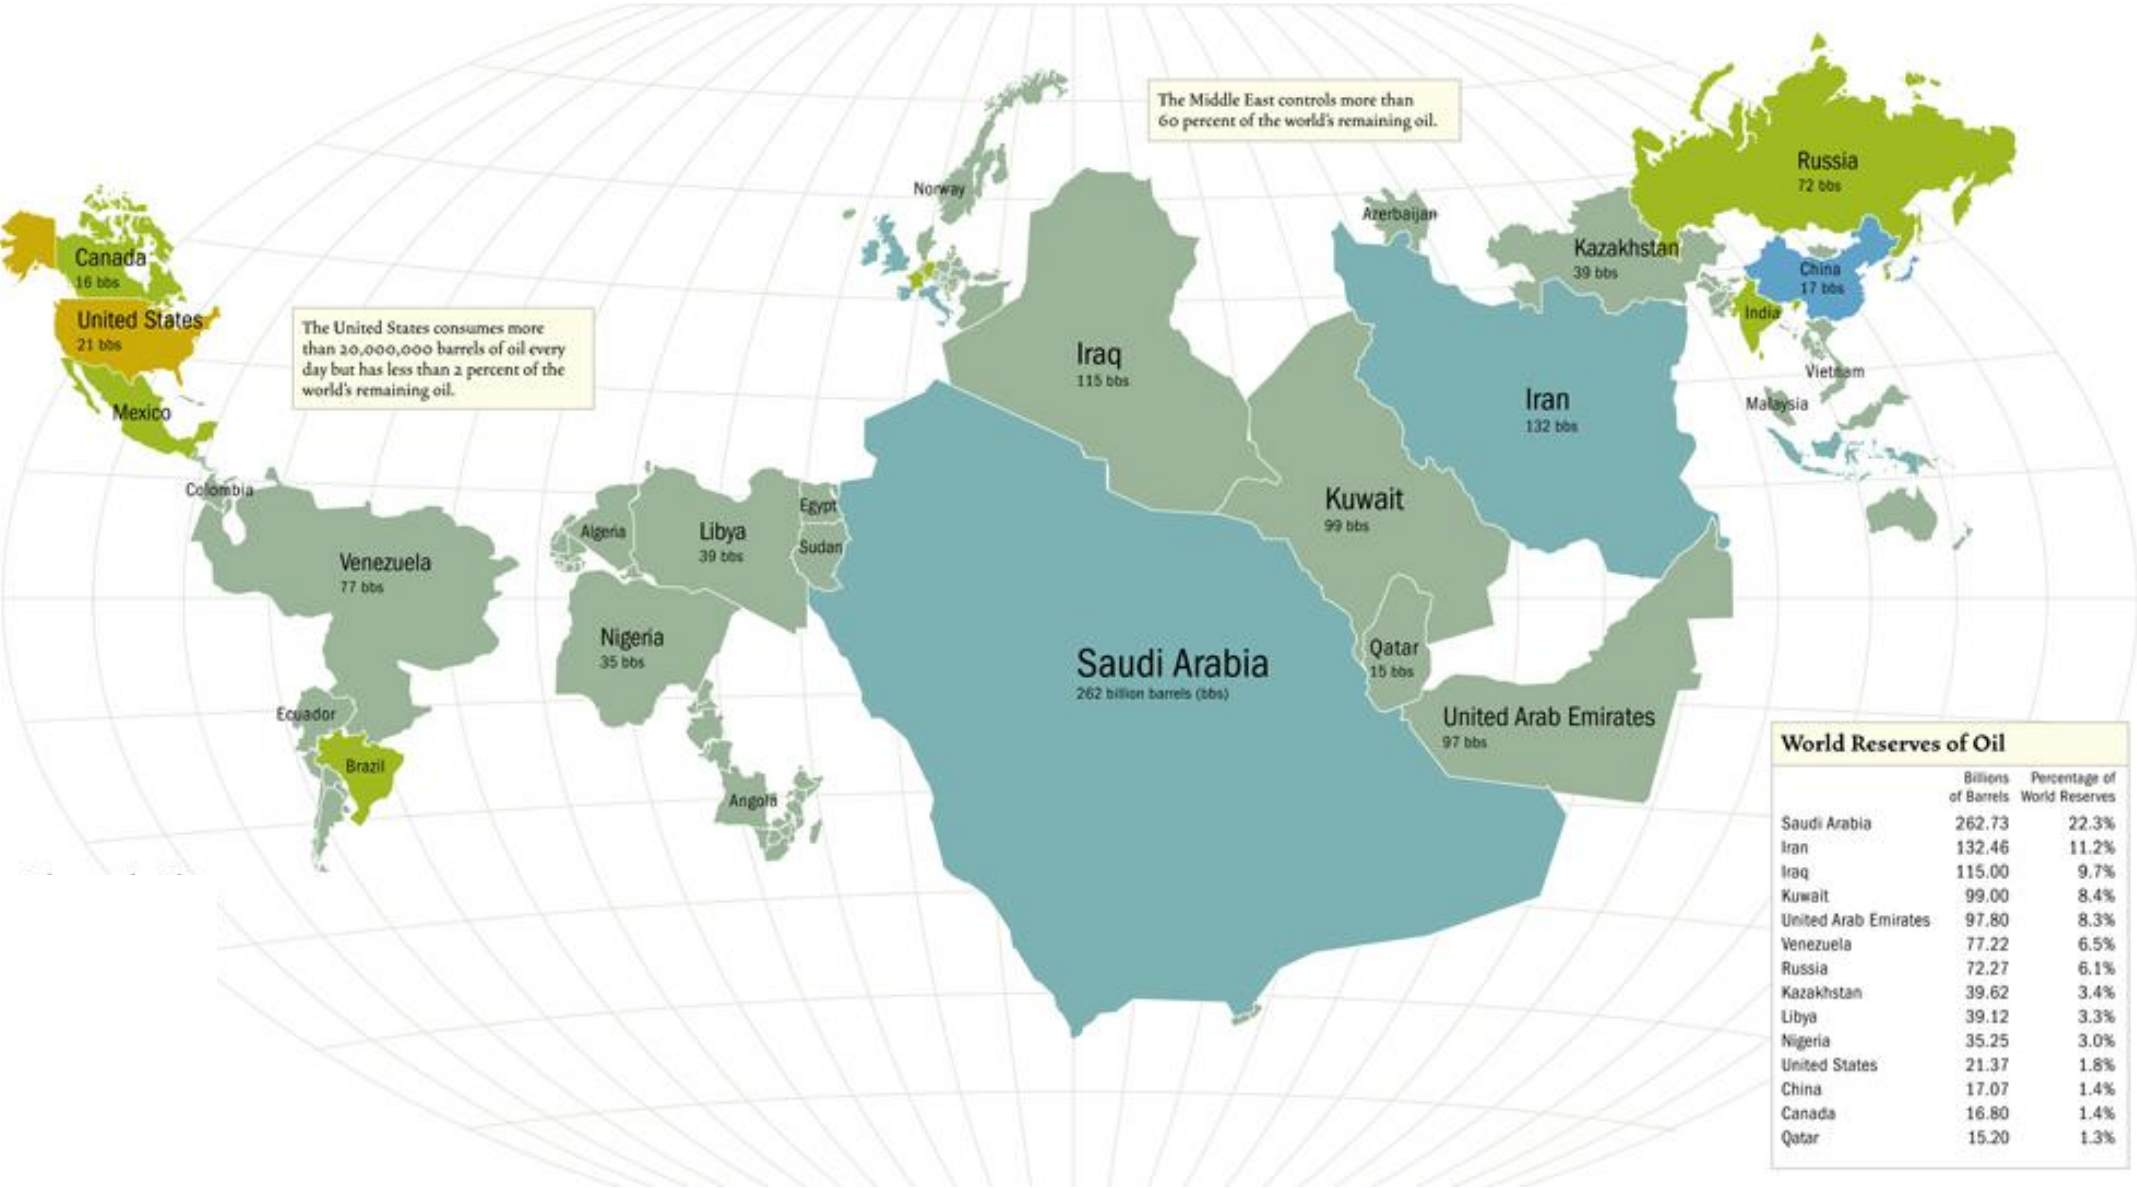 The Middle East controls more than
60 percent of the world's remaining oil.
Norway
Azerbaijan
Russia
72 bbs
Kazakhstan
39 bbs
China
17 bbs
India
Vietnam
Malaysia
Canada
16 bbs
United States
21 bbs
Mexico
The United States consumes more
than 20,000,000 barrels of oil every
day but has less than 2 percent of the
world's remaining oil.
Iraq
115 bbs
Iran
132 bbs
Kuwait
99 bbs
Colombia
Venezuela
77 bbs
Algeria
Libya
39 bbs
Egypt
Sudan
Nigeria
35 bbs
Saudi Arabia
262 billion barrels (bbs)
Qatar
15 bbs
United Arab Emirates
97 bbs
Ecuador
Brazil
Angola
World Reserves of Oil
Billions Percentage of
of Barrels World Reserves
Saudi Arabia 262.73 22.3%
Iran 132.46 11.2%
Iraq 115.00 9.7%
Kuwait 99.00 8.4%
United Arab Emirates 97.80 8.3%
Venezuela 77.22 6.5%
Russia 72.27 6.1%
Kazakhstan 39.62 3.4%
Libya 39.12 3.3%
Nigeria 35.25 3.0%
United States 21.37 1.8%
China 17.07 1.4%
Canada 16.80 1.4%
Qatar 15.20 1.3%